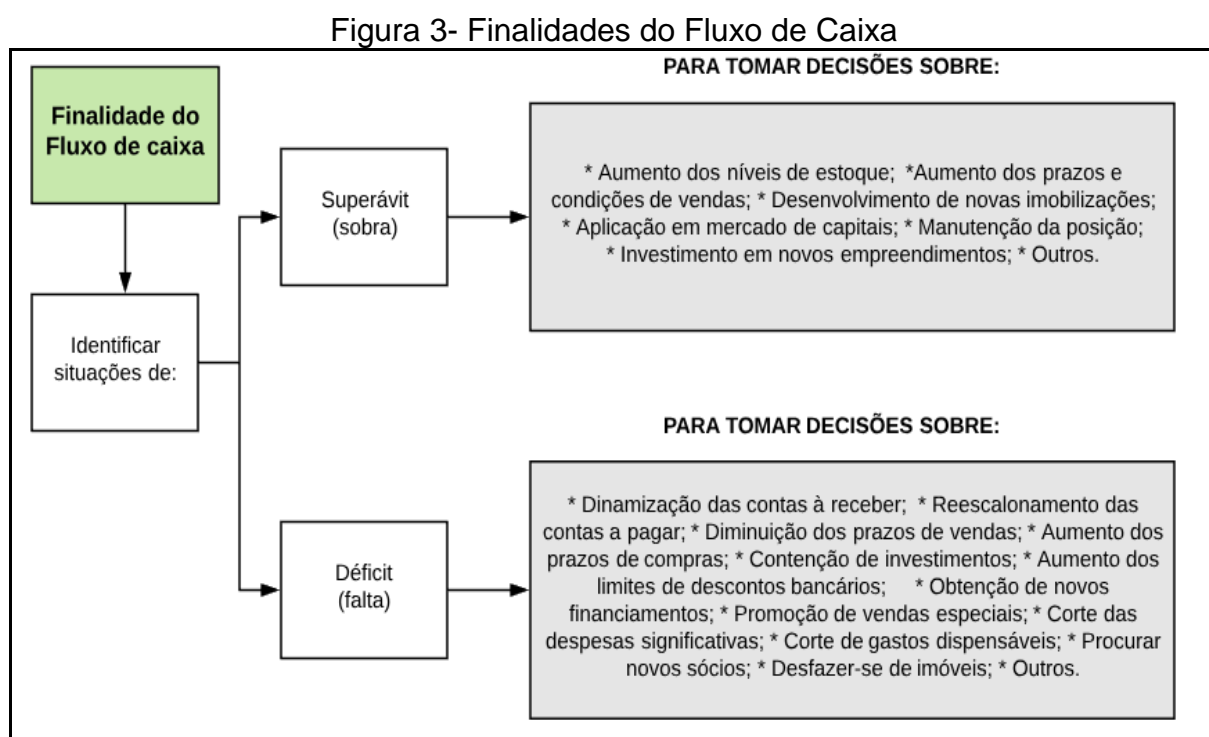 Figura 3- Finalidades do Fluxo de Caixa
Finalidade do
Fluxo de caixa
Identificar
situações de:
Superávit
(sobra)
PARA TOMAR DECISÕES SOBRE:
* Aumento dos níveis de estoque; *Aumento dos prazos e
condições de vendas; * Desenvolvimento de novas imobilizações;
* Aplicação em mercado de capitais; * Manutenção da posição;
* Investimento em novos empreendimentos; * Outros.
Déficit
(falta)
PARA TOMAR DECISÕES SOBRE:
* Dinamização das contas à receber; * Reescalonamento das
contas a pagar; * Diminuição dos prazos de vendas; * Aumento dos
prazos de compras; * Contenção de investimentos; * Aumento dos
limites de descontos bancários; * Obtenção de novos
financiamentos; * Promoção de vendas especiais; * Corte das
despesas significativas; * Corte de gastos dispensáveis; * Procurar
novos sócios; * Desfazer-se de imóveis; * Outros.